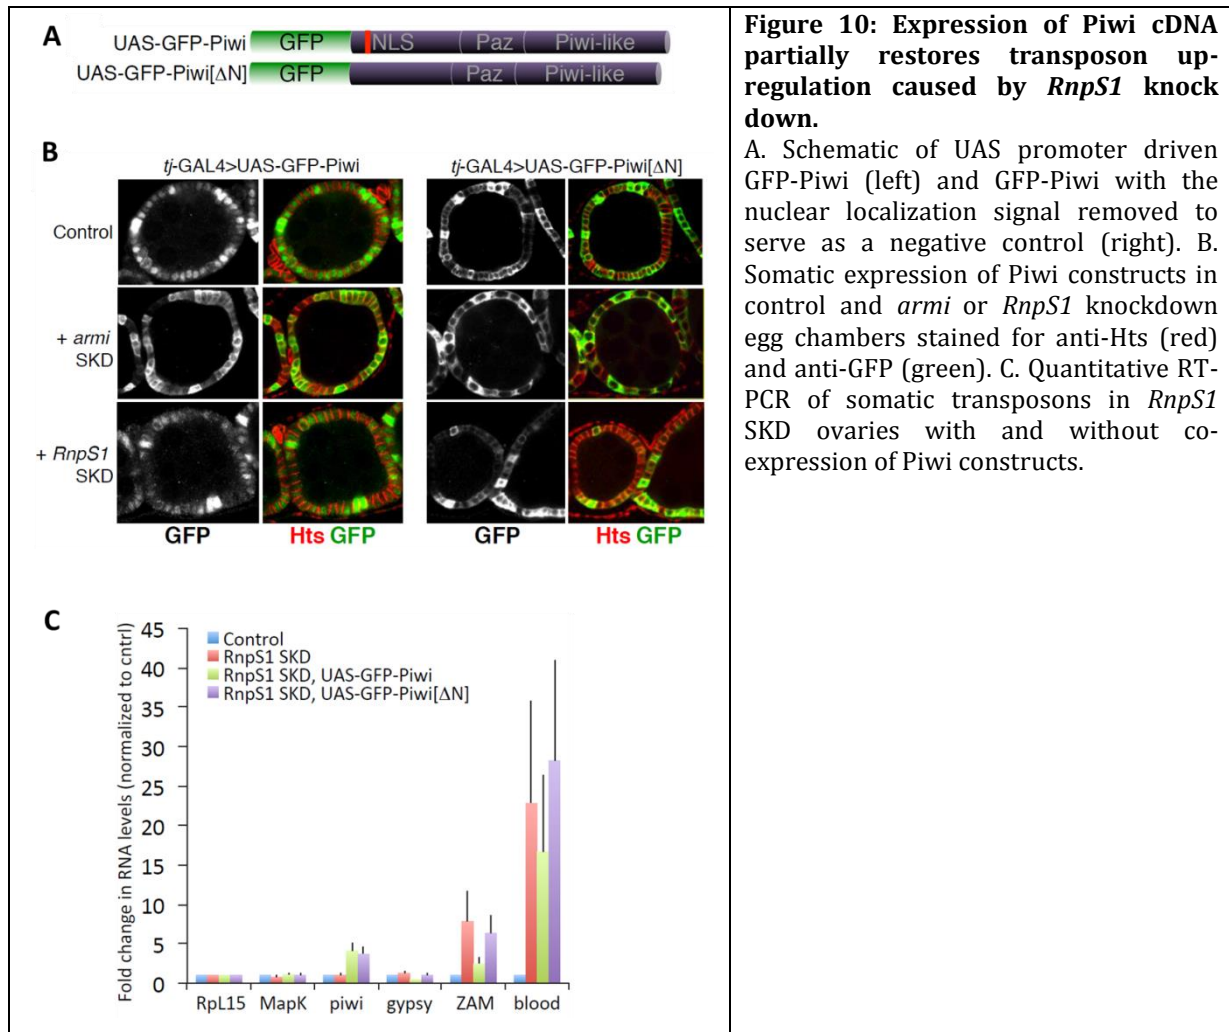 A
UAS-GFP-Piwi
GFP
NLS
Paz
Piwi-like
UAS-GFP-Piwi[ΔN]
GFP
Paz
Piwi-like
B
tj-GAL4>UAS-GFP-Piwi
tj-GAL4>UAS-GFP-Piwi[ΔN]
Control
+ armi
SKD
+ RnpS1
SKD
GFP
Hts GFP
GFP
Hts GFP
C
Fold change in RNA levels (normalized to cntrl)
45
40
35
30
25
20
15
10
5
0
Control
RnpS1 SKD
RnpS1 SKD, UAS-GFP-Piwi
RnpS1 SKD, UAS-GFP-Piwi[ΔN]
RpL15
MapK
piwi
gypsy
ZAM
blood
Figure 10: Expression of Piwi cDNA
partially restores transposon up-
regulation caused by RnpS1 knock
down.
A. Schematic of UAS promoter driven
GFP-Piwi (left) and GFP-Piwi with the
nuclear localization signal removed to
serve as a negative control (right). B.
Somatic expression of Piwi constructs in
control and armi or RnpS1 knockdown
egg chambers stained for anti-Hts (red)
and anti-GFP (green). C. Quantitative RT-
PCR of somatic transposons in RnpS1
SKD ovaries with and without co-
expression of Piwi constructs.